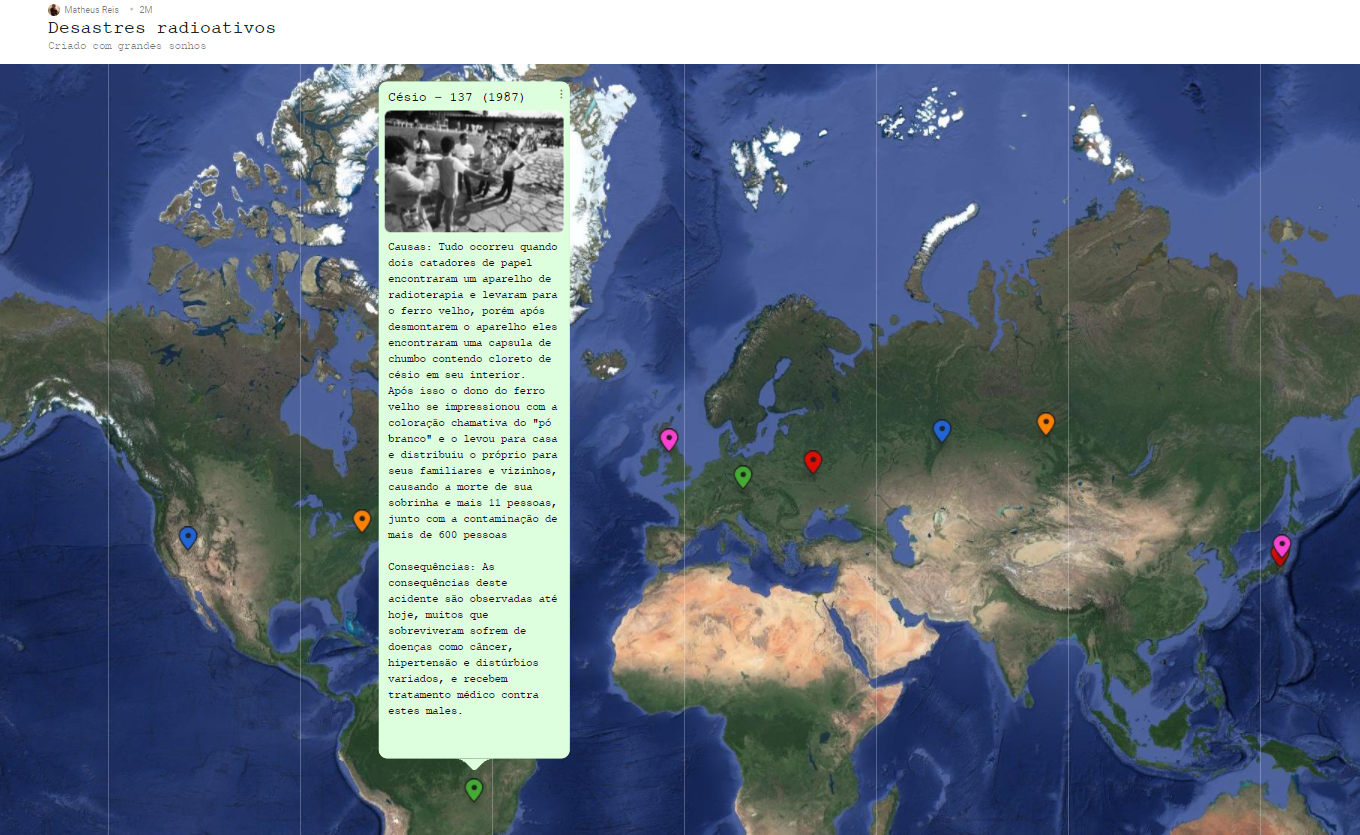 Matheus Reis • 2M
Desastres radioativos
Criado com grandes sonhos
Césio - 137 (1987)
Causas: Tudo ocorreu quando
dois catadores de papel
encontraram um aparelho de
radioterapia e levaram para
o ferro velho, porém após
desmontarem o aparelho eles
encontraram uma capsula de
chumbo contendo cloreto de
césio em seu interior.
Após isso o dono do ferro
velho se impressionou com a
coloração chamativa do "pó
branco" e o levou para casa
e distribuiu o próprio para
seus familiares e vizinhos,
causando a morte de sua
sobrinha e mais 11 pessoas,
junto com a contaminação de
mais de 600 pessoas
Consequências: As
consequências deste
acidente são observadas até
hoje, muitos que
sobreviveram sofrem de
doenças como câncer,
hipertensão e distúrbios
variados, e recebem
tratamento médico contra
estes males.